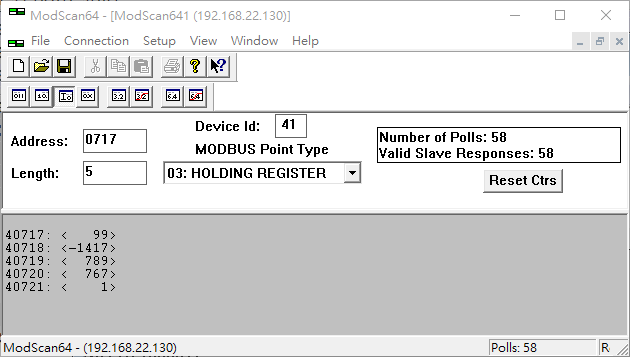 ModScan64 - [ModScan641 (192.168.22.130)]
File Connection Setup View Window Help
Address: 0717
Device Id: 41
MODBUS Point Type
Length: 5
03: HOLDING REGISTER
Number of Polls: 58
Valid Slave Responses: 58
Reset Ctrs
40717: <   99>
40718: <-1417>
40719: <  789>
40720: <  767>
40721: <    1>
ModScan64 - (192.168.22.130)
Polls: 58